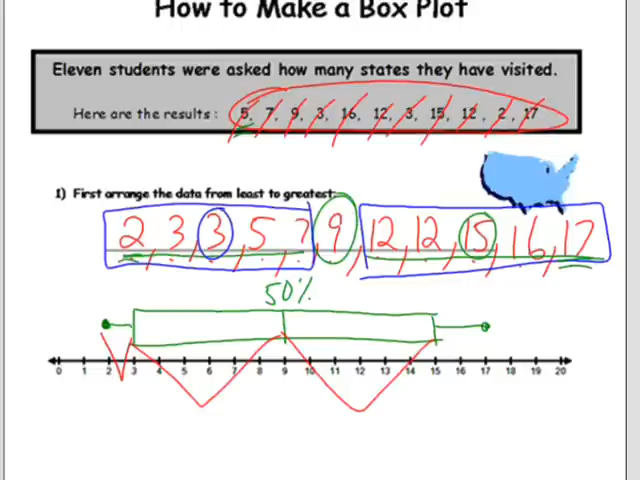 How to Make a Box Plot
Eleven students were asked how many states they have visited.
Here are the results : 5, 7, 9, 3, 16, 12, 3, 15, 12, 2, 17
1) First arrange the data from least to greatest:
2, 3, 3, 5, 7, 9, 12, 12, 15, 16, 17
50%
0 1 2 3 4 5 6 7 8 9 10 11 12 13 14 15 16 17 18 19 20